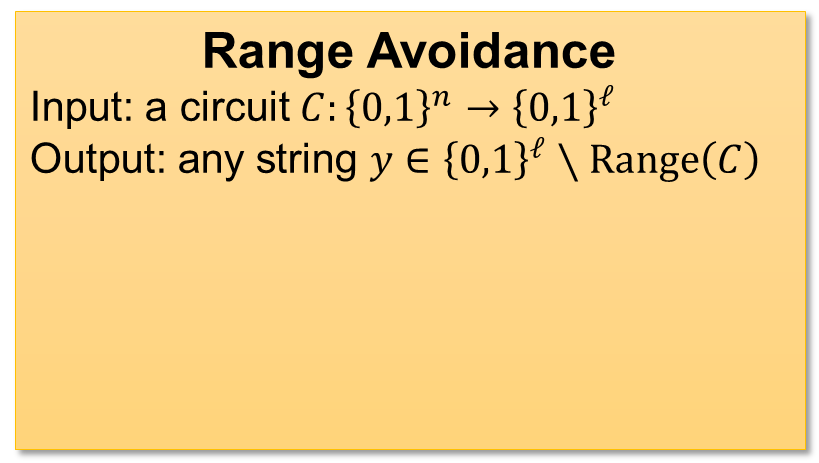 Range Avoidance
Input: a circuit 𝐶: {0,1}ⁿ → {0,1}^ℓ
Output: any string 𝑦 ∈ {0,1}^ℓ \ Range(𝐶)